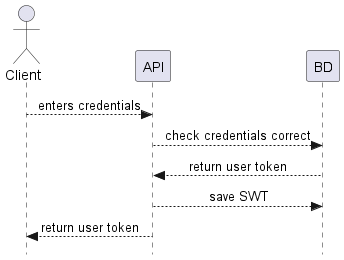 Client
API
BD
enters credentials
check credentials correct
return user token
save SWT
return user token